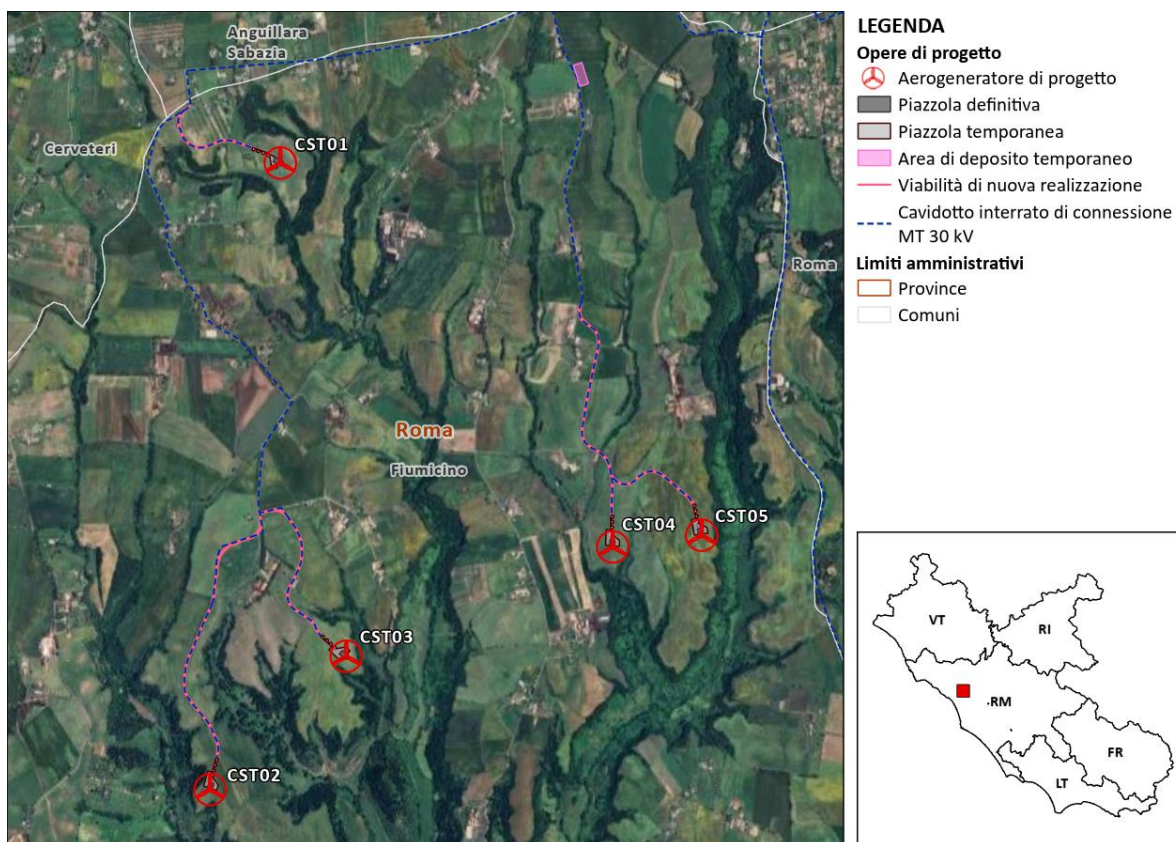 Anguillara
Sabazia
CST01
Cerveteri
Roma
Roma
Fiumicino
CST04
CST05
CST03
CST02
LEGENDA
Opere di progetto
Aerogeneratore di progetto
Piazzola definitiva
Piazzola temporanea
Area di deposito temporaneo
Viabilità di nuova realizzazione
Cavidotto interrato di connessione
MT 30 kV
Limiti amministrativi
Province
Comuni
VT
RI
RM
FR
LT